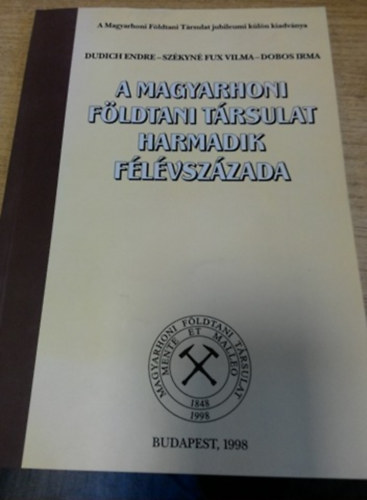 A Magyarhoni Földtani Társulat jubileumi külön kiadványa
DUDICH ENDRE–SZÉKYNÉ FUX VILMA–DOBOS IRMA
A MAGYARHONI
FÖLDTANI TÁRSULAT
HARMADIK
FÉLÉVSZÁZADA
MAGYARHONI FÖLDTANI TÁRSULAT
MENTE ET MALLEO
1848
1998
BUDAPEST, 1998